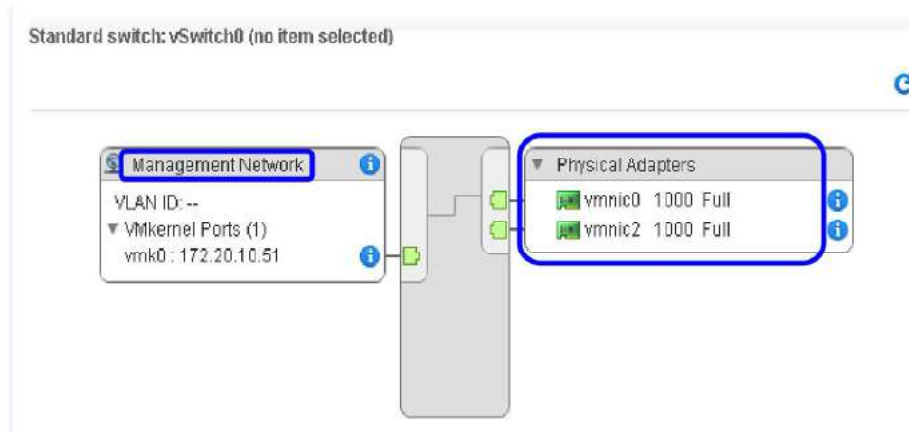 Standard switch: vSwitch0 (no item selected)
Management Network
VLAN ID: --
VMkernel Ports (1)
vmk0 : 172.20.10.51
Physical Adapters
vmnic0 1000 Full
vmnic2 1000 Full